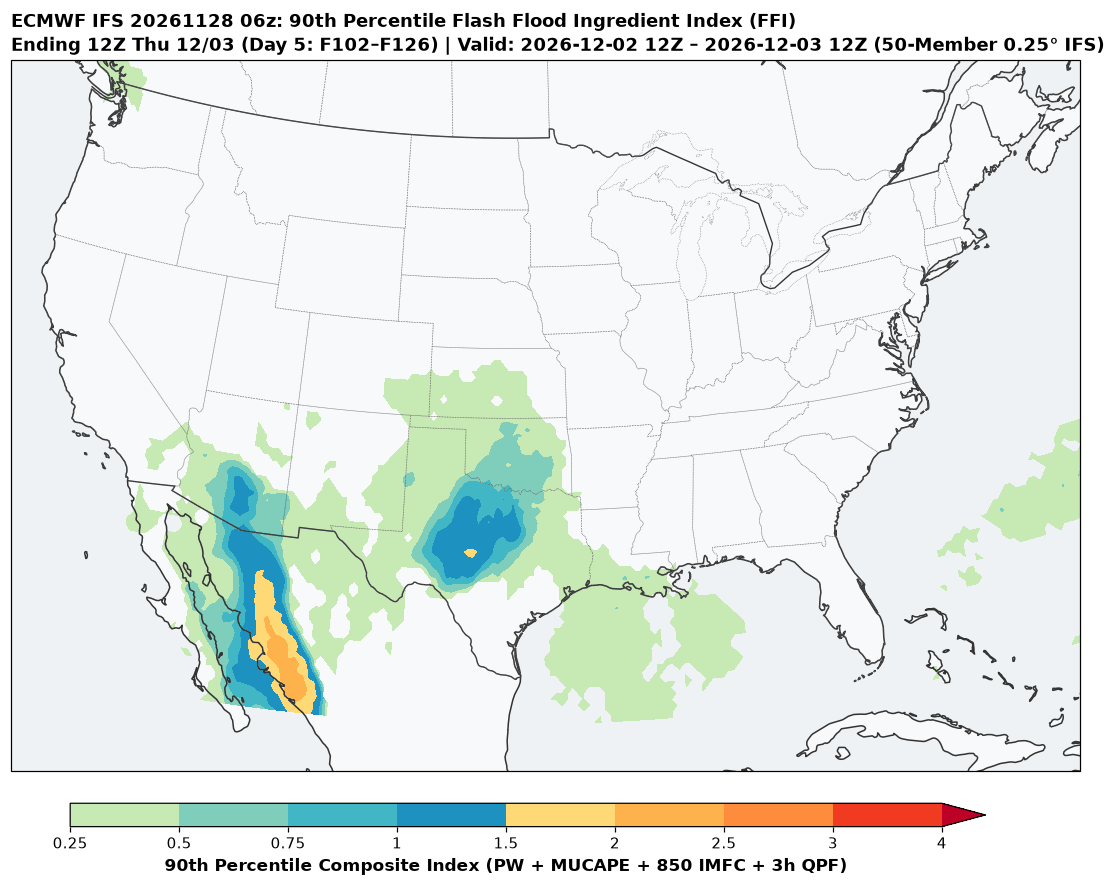 ECMWF IFS 20261128 06z: 90th Percentile Flash Flood Ingredient Index (FFI)
Ending 12Z Thu 12/03 (Day 5: F102–F126) | Valid: 2026-12-02 12Z – 2026-12-03 12Z (50-Member 0.25° IFS)
0.25 0.5 0.75 1 1.5 2 2.5 3 4
90th Percentile Composite Index (PW + MUCAPE + 850 IMFC + 3h QPF)